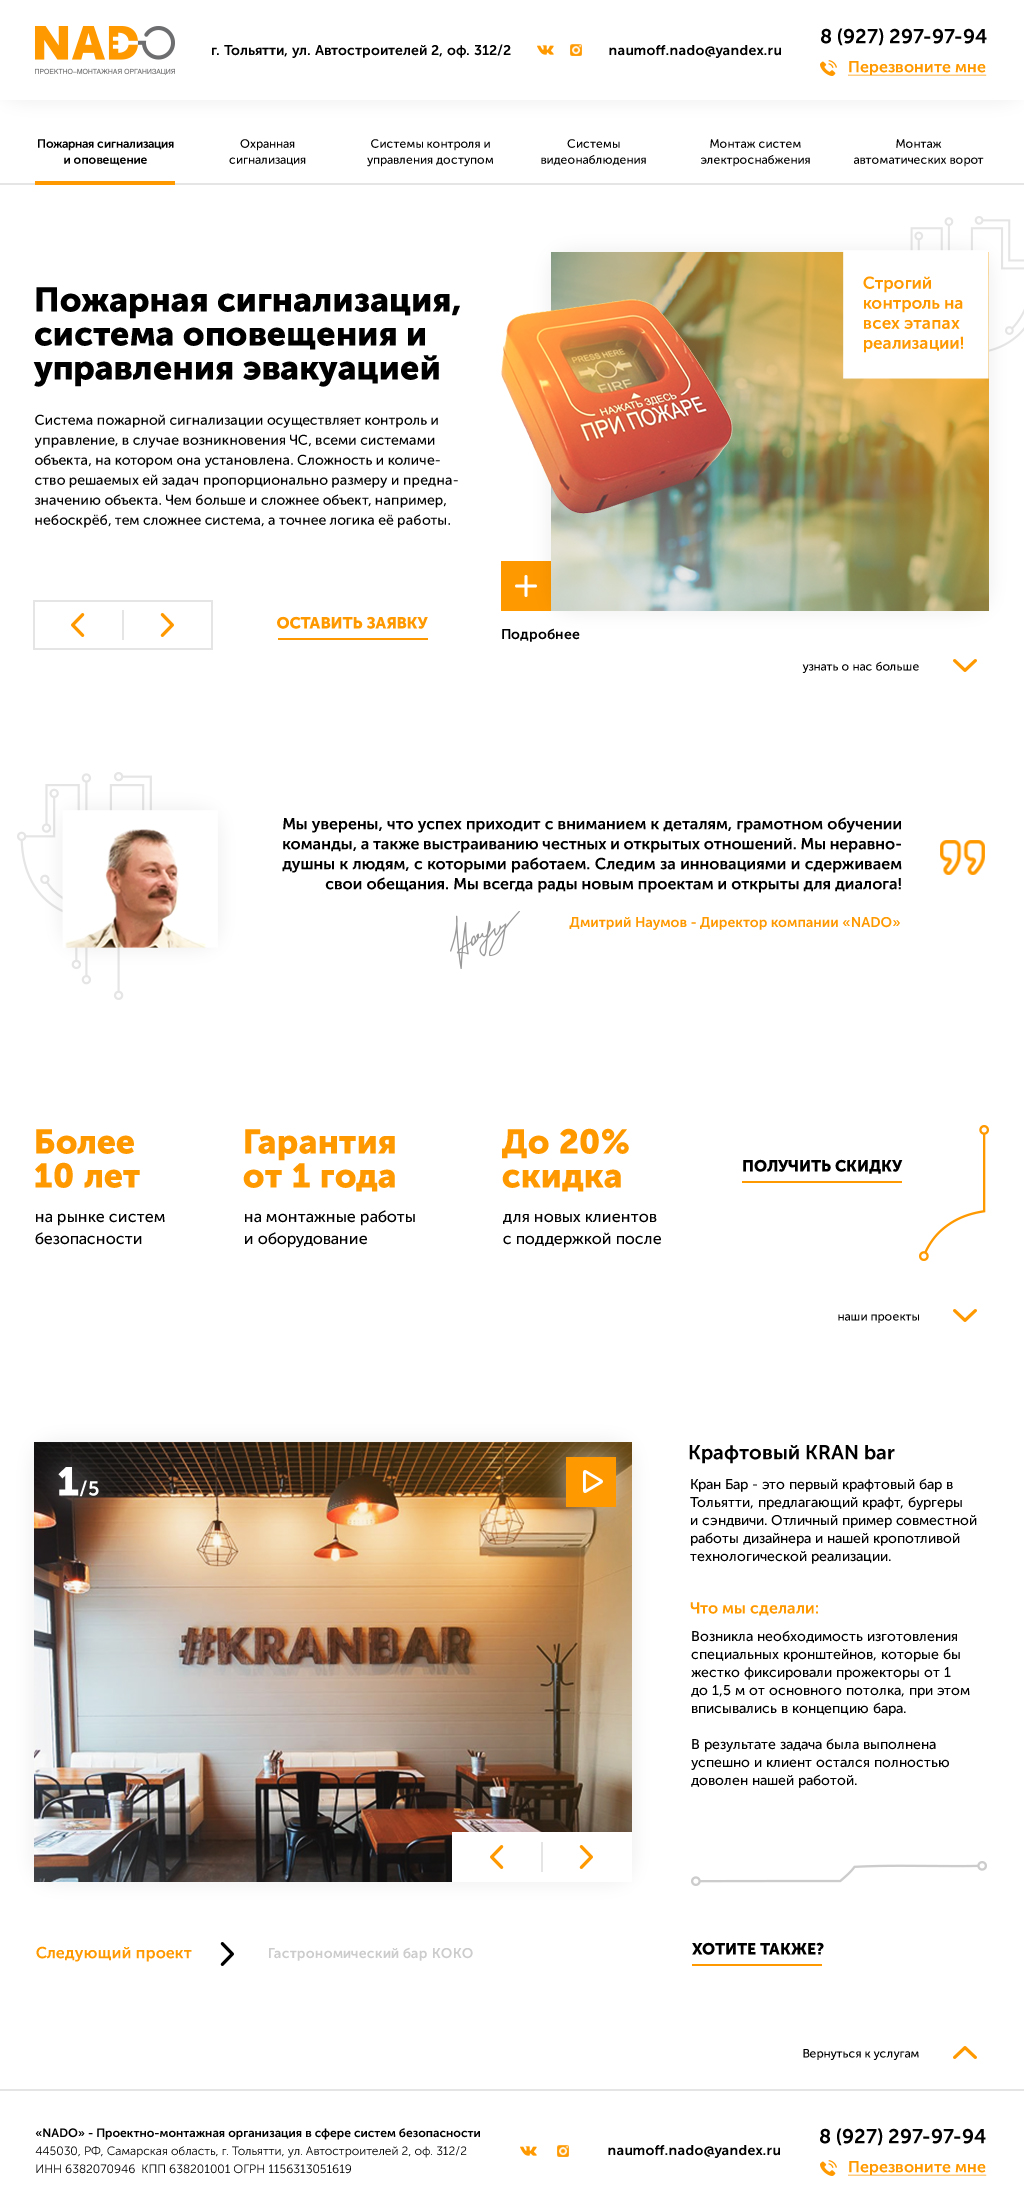 NADO
ПРОЕКТНО-МОНТАЖНАЯ ОРГАНИЗАЦИЯ
г. Тольятти, ул. Автостроителей 2, оф. 312/2
naumoff.nado@yandex.ru
8 (927) 297-97-94
Перезвоните мне
Пожарная сигнализация
и оповещение
Охранная
сигнализация
Системы контроля и
управления доступом
Системы
видеонаблюдения
Монтаж систем
электроснабжения
Монтаж
автоматических ворот
Пожарная сигнализация,
система оповещения и
управления эвакуацией
Система пожарной сигнализации осуществляет контроль и
управление, в случае возникновения ЧС, всеми системами
объекта, на котором она установлена. Сложность и количе-
ство решаемых ей задач пропорционально размеру и предна-
значению объекта. Чем больше и сложнее объект, например,
небоскрёб, тем сложнее система, а точнее логика её работы.
ОСТАВИТЬ ЗАЯВКУ
PRESS HERE
FIRE
НАЖАТЬ ЗДЕСЬ
ПРИ ПОЖАРЕ
Строгий
контроль на
всех этапах
реализации!
Подробнее
узнать о нас больше
Мы уверены, что успех приходит с вниманием к деталям, грамотном обучении
команды, а также выстраиванию честных и открытых отношений. Мы неравно-
душны к людям, с которыми работаем. Следим за инновациями и сдерживаем
свои обещания. Мы всегда рады новым проектам и открыты для диалога!
Дмитрий Наумов - Директор компании «NADO»
Более
10 лет
на рынке систем
безопасности
Гарантия
от 1 года
на монтажные работы
и оборудование
До 20%
скидка
для новых клиентов
с поддержкой после
ПОЛУЧИТЬ СКИДКУ
наши проекты
1/5
#KRANBAR
Крафтовый KRAN bar
Кран Бар - это первый крафтовый бар в
Тольятти, предлагающий крафт, бургеры
и сэндвичи. Отличный пример совместной
работы дизайнера и нашей кропотливой
технологической реализации.
Что мы сделали:
Возникла необходимость изготовления
специальных кронштейнов, которые бы
жестко фиксировали прожекторы от 1
до 1,5 м от основного потолка, при этом
вписывались в концепцию бара.
В результате задача была выполнена
успешно и клиент остался полностью
доволен нашей работой.
Следующий проект
Гастрономический бар КОКО
ХОТИТЕ ТАКЖЕ?
Вернуться к услугам
«NADO» - Проектно-монтажная организация в сфере систем безопасности
445030, РФ, Самарская область, г. Тольятти, ул. Автостроителей 2, оф. 312/2
ИНН 6382070946 КПП 638201001 ОГРН 1156313051619
naumoff.nado@yandex.ru
8 (927) 297-97-94
Перезвоните мне